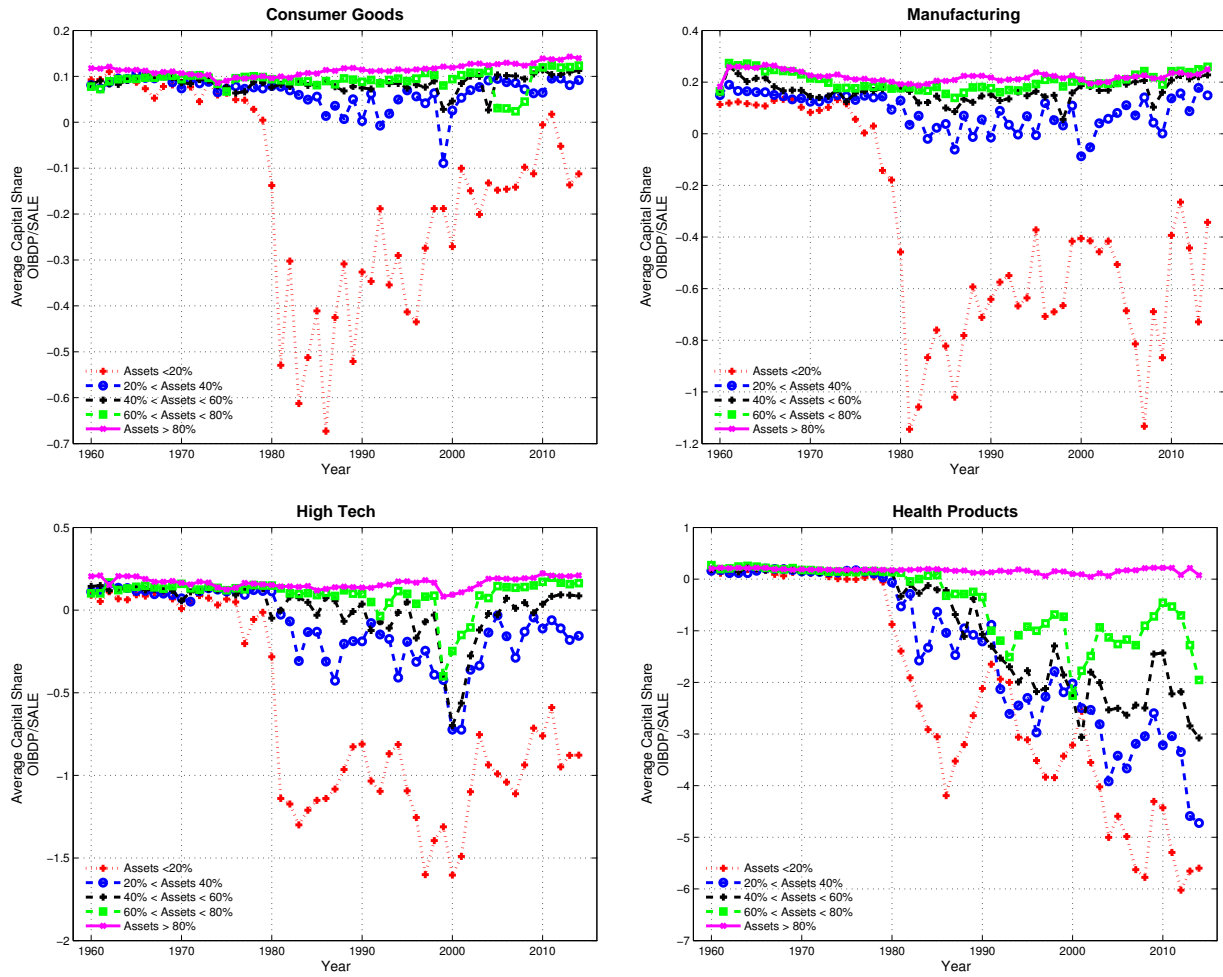 Consumer Goods
0.2
0.1
0
−0.1
−0.2
−0.3
−0.4
−0.5
−0.6
−0.7
Average Capital Share
OIBDP/SALE
Assets <20%
20% < Assets 40%
40% < Assets < 60%
60% < Assets < 80%
Assets > 80%
1960 1970 1980 1990 2000 2010
Year
Manufacturing
0.4
0.2
0
−0.2
−0.4
−0.6
−0.8
−1
−1.2
Average Capital Share
OIBDP/SALE
Assets <20%
20% < Assets 40%
40% < Assets < 60%
60% < Assets < 80%
Assets > 80%
1960 1970 1980 1990 2000 2010
Year
High Tech
0.5
0
−0.5
−1
−1.5
−2
Average Capital Share
OIBDP/SALE
Assets <20%
20% < Assets 40%
40% < Assets < 60%
60% < Assets < 80%
Assets > 80%
1960 1970 1980 1990 2000 2010
Year
Health Products
1
0
−1
−2
−3
−4
−5
−6
−7
Average Capital Share
OIBDP/SALE
Assets <20%
20% < Assets 40%
40% < Assets < 60%
60% < Assets < 80%
Assets > 80%
1960 1970 1980 1990 2000 2010
Year